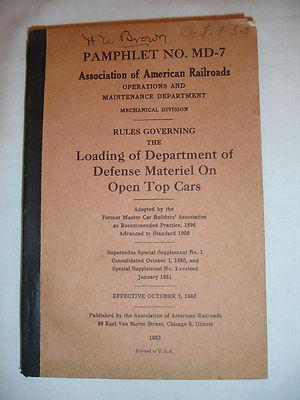 H W Brown Oct. 9-53
PAMPHLET NO. MD-7
Association of American Railroads
OPERATIONS AND
MAINTENANCE DEPARTMENT
MECHANICAL DIVISION
RULES GOVERNING
THE
Loading of Department of
Defense Materiel On
Open Top Cars
Adopted by the
Former Master Car Builders' Association
as Recommended Practice, 1896
Advanced to Standard 1908
Supersedes Special Supplement No. 1
Consolidated October 1, 1950, and
Special Supplement No. 2 revised
January 1951
EFFECTIVE OCTOBER 1, 1953
Published by the Association of American Railroads
59 East Van Buren Street, Chicago 5, Illinois
1953
Printed in U.S.A.